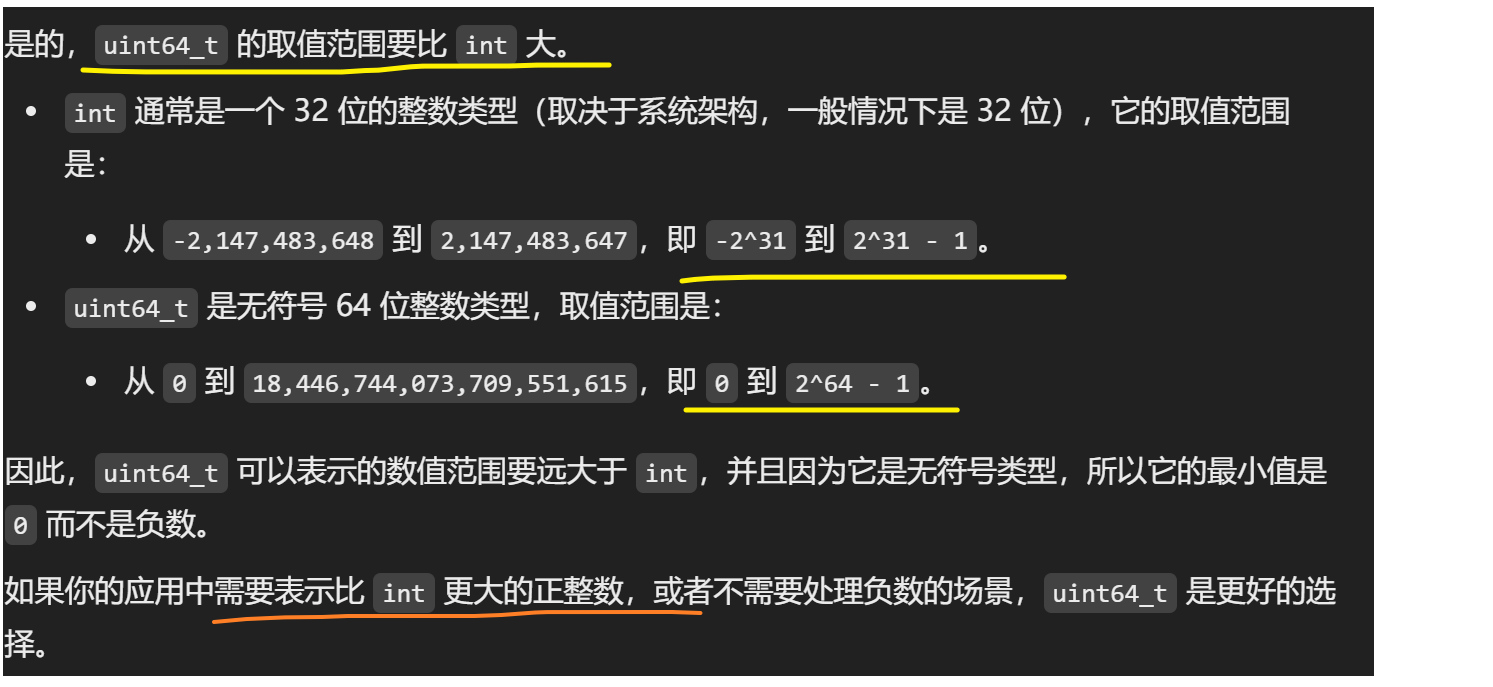 是的，uint64_t 的取值范围要比 int 大。
• int 通常是一个 32 位的整数类型（取决于系统架构，一般情况下是 32 位），它的取值范围
是：
• 从 -2,147,483,648 到 2,147,483,647，即 -2^31 到 2^31 - 1。
• uint64_t 是无符号 64 位整数类型，取值范围是：
• 从 0 到 18,446,744,073,709,551,615，即 0 到 2^64 - 1。
因此，uint64_t 可以表示的数值范围要远大于 int，并且因为它是无符号类型，所以它的最小值是
0 而不是负数。
如果你的应用中需要表示比 int 更大的正整数，或者不需要处理负数的场景，uint64_t 是更好的选
择。